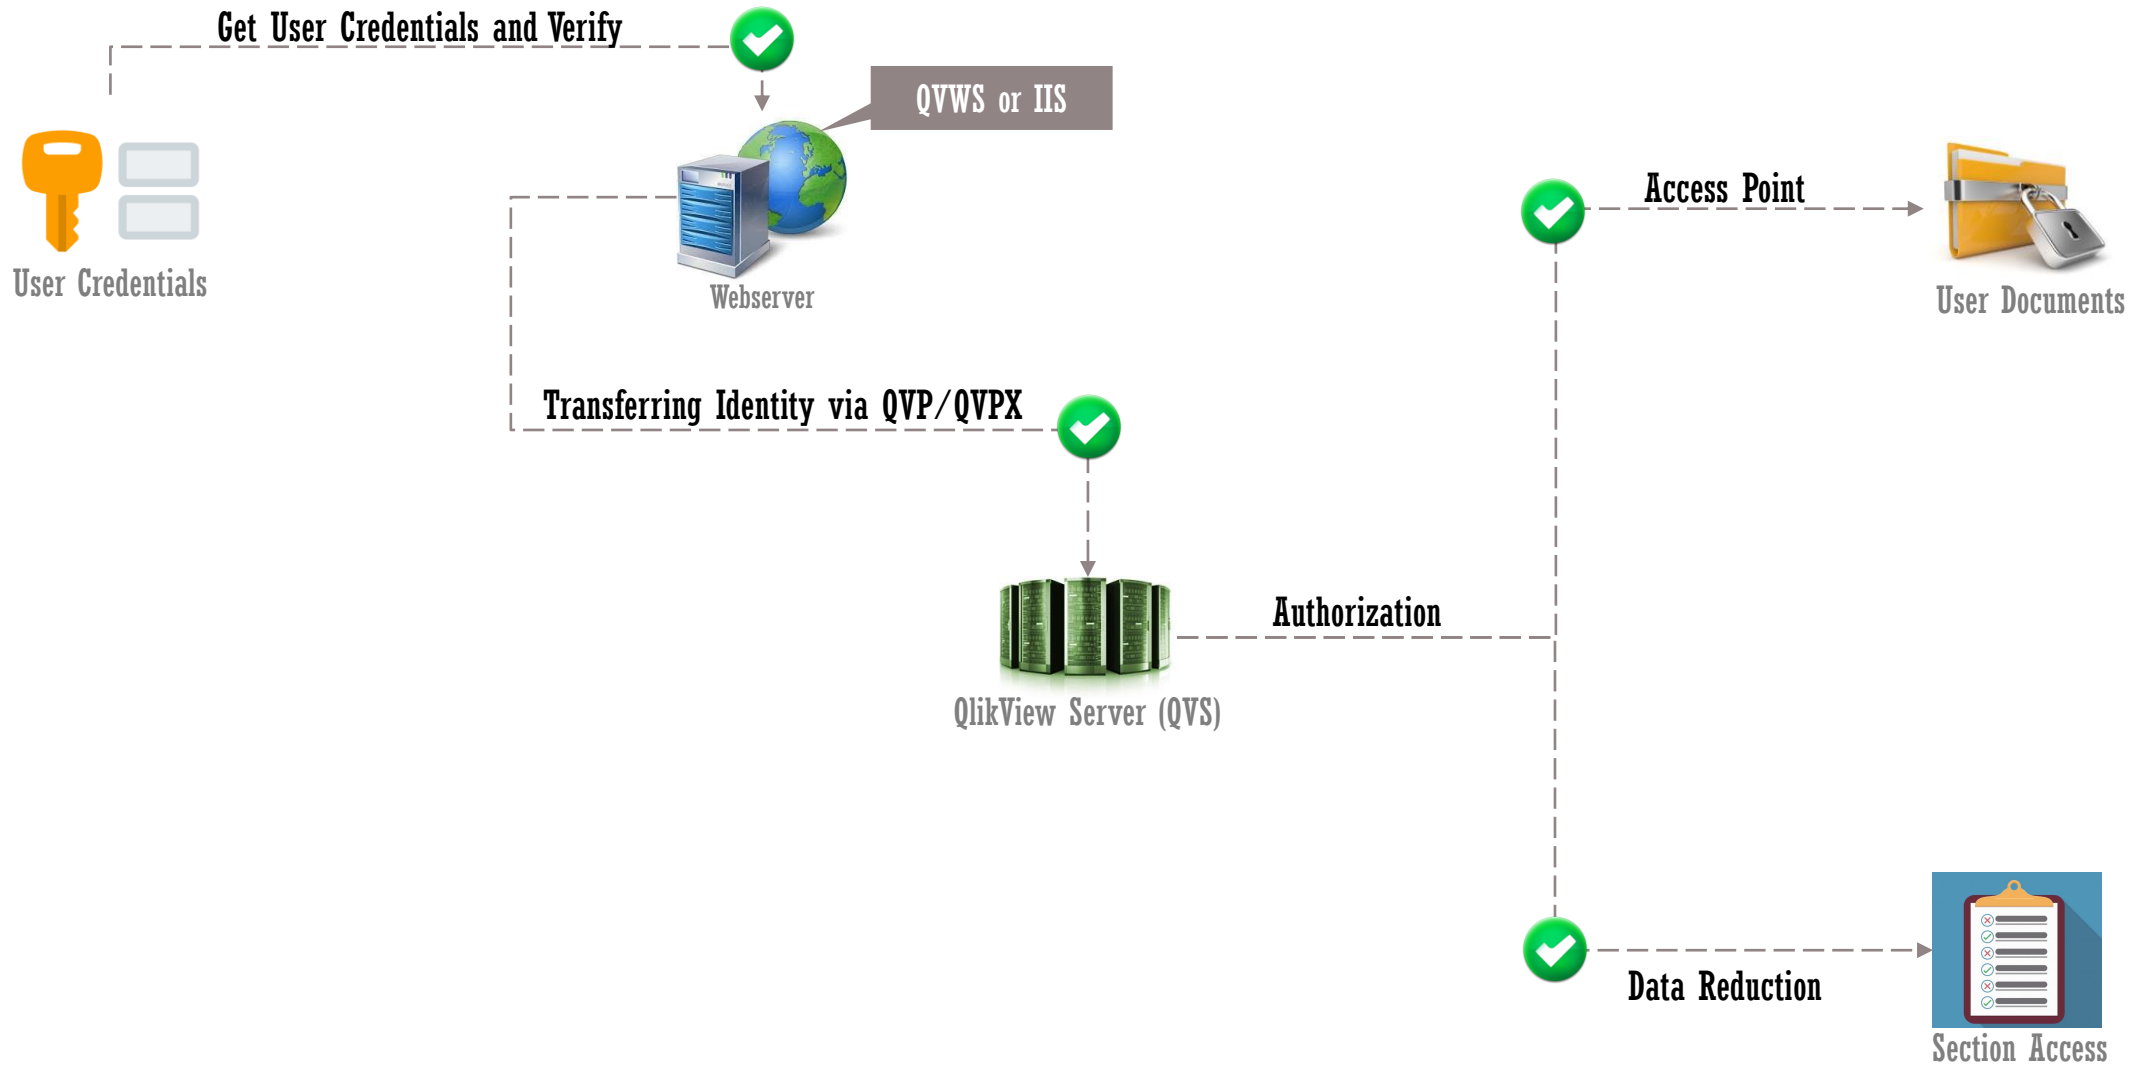 Get User Credentials and Verify
QVWS or IIS
User Credentials
Webserver
Access Point
User Documents
Transferring Identity via QVP/QVPX
Authorization
QlikView Server (QVS)
Data Reduction
Section Access